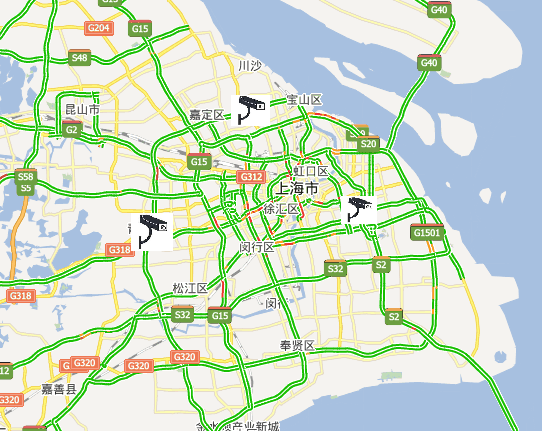 G15
G40
G204
S48
G40
川沙
昆山市
宝山区
嘉定区
G2
S20
G15
虹口区
G312
S58
S5
上海市
徐汇区
G1501
G318
闵行区
S32
S2
松江区
G318
闵行
S32
G15
S2
奉贤区
G320
G320
G320
12
嘉善县
G320
产业新城